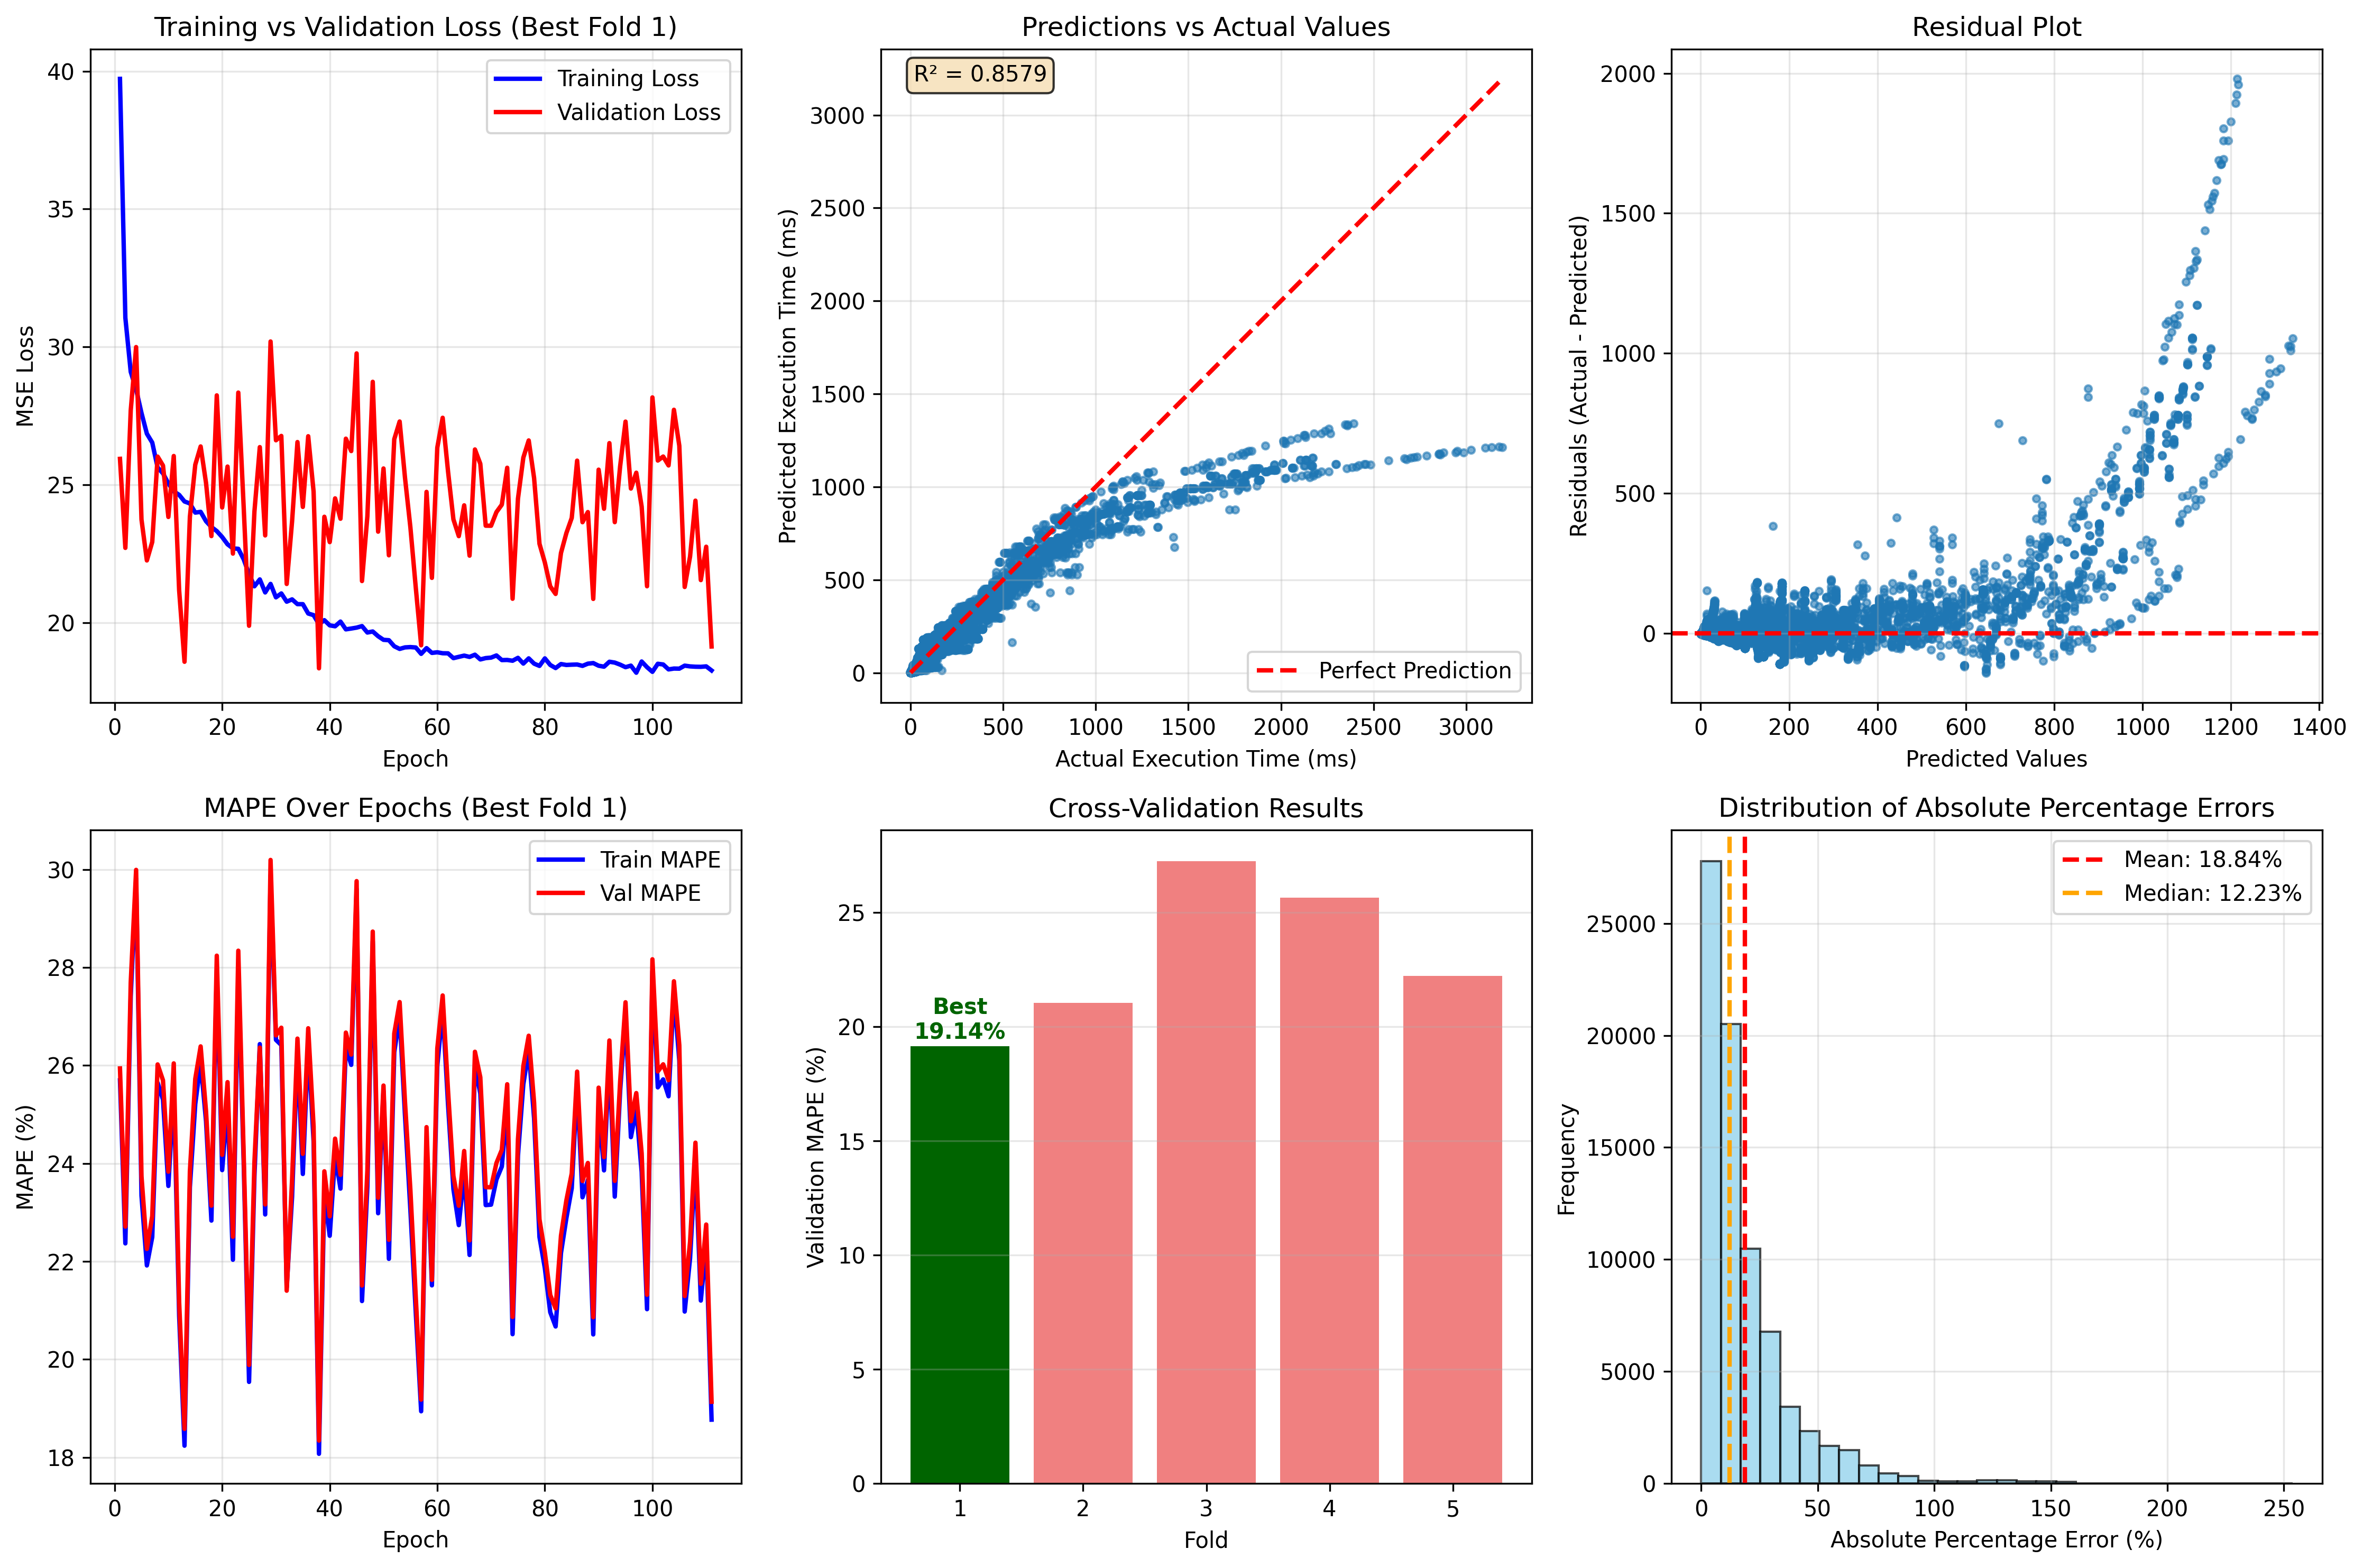 Training vs Validation Loss (Best Fold 1)
MSE Loss
40
35
30
25
20
Training Loss
Validation Loss
0 20 40 60 80 100
Epoch
Predictions vs Actual Values
Predicted Execution Time (ms)
3000
2500
2000
1500
1000
500
0
R² = 0.8579
Perfect Prediction
0 500 1000 1500 2000 2500 3000
Actual Execution Time (ms)
Residual Plot
Residuals (Actual - Predicted)
2000
1500
1000
500
0
0 200 400 600 800 1000 1200 1400
Predicted Values
MAPE Over Epochs (Best Fold 1)
MAPE (%)
30
28
26
24
22
20
18
Train MAPE
Val MAPE
0 20 40 60 80 100
Epoch
Cross-Validation Results
Validation MAPE (%)
25
20
15
10
5
0
Best
19.14%
1 2 3 4 5
Fold
Distribution of Absolute Percentage Errors
Frequency
25000
20000
15000
10000
5000
0
Mean: 18.84%
Median: 12.23%
0 50 100 150 200 250
Absolute Percentage Error (%)